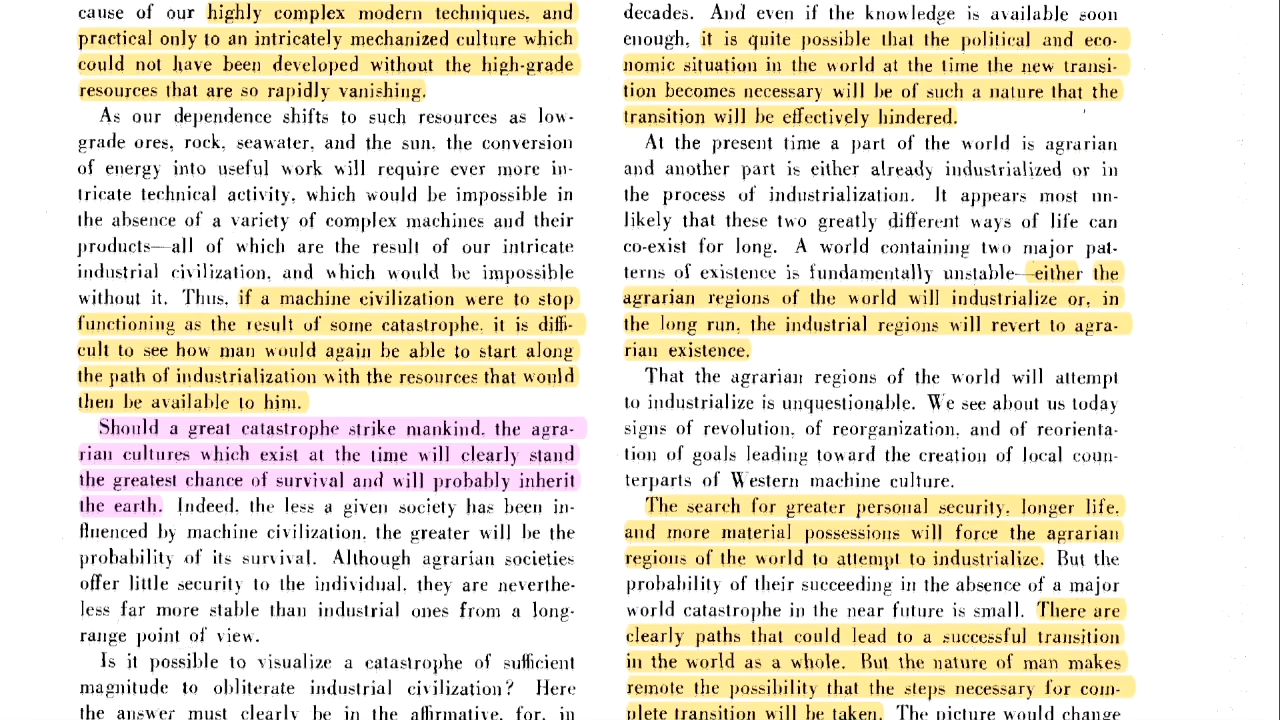 cause of our highly complex modern techniques, and
practical only to an intricately mechanized culture which
could not have been developed without the high-grade
resources that are so rapidly vanishing.
As our dependence shifts to such resources as low-
grade ores, rock, seawater, and the sun, the conversion
of energy into useful work will require ever more in-
tricate technical activity, which would be impossible in
the absence of a variety of complex machines and their
products—all of which are the result of our intricate
industrial civilization, and which would be impossible
without it. Thus, if a machine civilization were to stop
functioning as the result of some catastrophe, it is diffi-
cult to see how man would again be able to start along
the path of industrialization with the resources that would
then be available to him.
Should a great catastrophe strike mankind, the agra-
rian cultures which exist at the time will clearly stand
the greatest chance of survival and will probably inherit
the earth. Indeed, the less a given society has been in-
fluenced by machine civilization, the greater will be the
probability of its survival. Although agrarian societies
offer little security to the individual, they are neverthe-
less far more stable than industrial ones from a long-
range point of view.
Is it possible to visualize a catastrophe of sufficient
magnitude to obliterate industrial civilization? Here
the answer must clearly be in the affirmative, for, in
decades. And even if the knowledge is available soon
enough, it is quite possible that the political and eco-
nomic situation in the world at the time the new transi-
tion becomes necessary will be of such a nature that the
transition will be effectively hindered.
At the present time a part of the world is agrarian
and another part is either already industrialized or in
the process of industrialization. It appears most un-
likely that these two greatly different ways of life can
co-exist for long. A world containing two major pat-
terns of existence is fundamentally unstable—either the
agrarian regions of the world will industrialize or, in
the long run, the industrial regions will revert to agra-
rian existence.
That the agrarian regions of the world will attempt
to industrialize is unquestionable. We see about us today
signs of revolution, of reorganization, and of reorienta-
tion of goals leading toward the creation of local coun-
terparts of Western machine culture.
The search for greater personal security, longer life,
and more material possessions will force the agrarian
regions of the world to attempt to industrialize. But the
probability of their succeeding in the absence of a major
world catastrophe in the near future is small. There are
clearly paths that could lead to a successful transition
in the world as a whole. But the nature of man makes
remote the possibility that the steps necessary for com-
plete transition will be taken. The picture would change